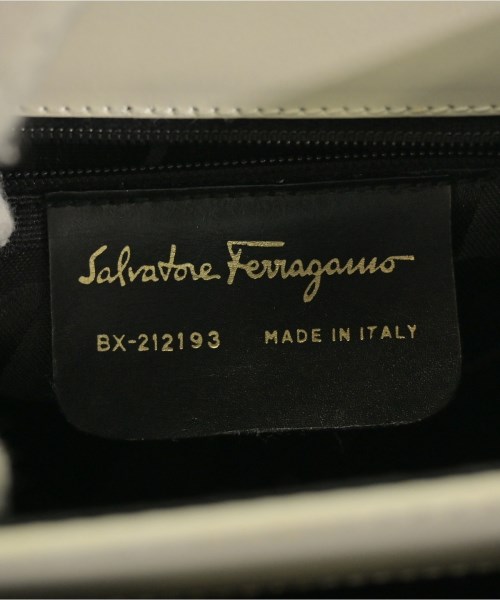 Salvatore Ferragamo
BX-212193 MADE IN ITALY